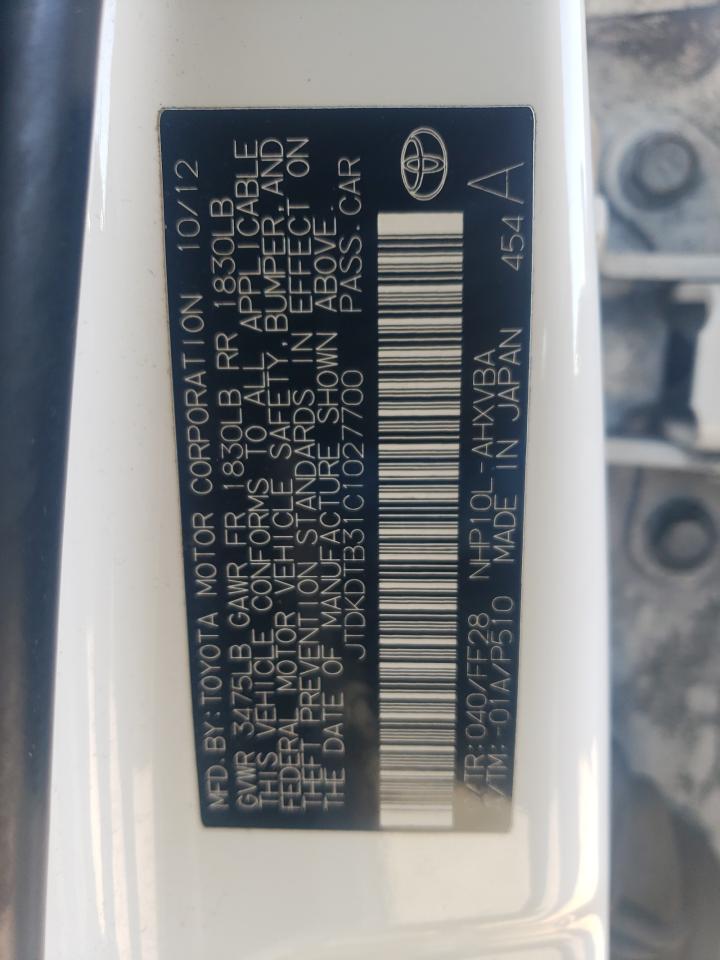 MFD.BY:TOYOTA MOTOR CORPORATION 10/12
GVWR 3475LB GAWR FR 1830LB RR 1830LB
THIS VEHICLE CONFORMS TO ALL APPLICABLE
FEDERAL MOTOR VEHICLE SAFETY,BUMPER,AND
THEFT PREVENTION STANDARDS IN EFFECT ON
THE DATE OF MANUFACTURE SHOWN ABOVE.
JTDKDTB31C1027700 PASS.CAR
/TR:040/FF28 NHP10L-AHXVBA 454 A
/TM:-01A/P510 MADE IN JAPAN